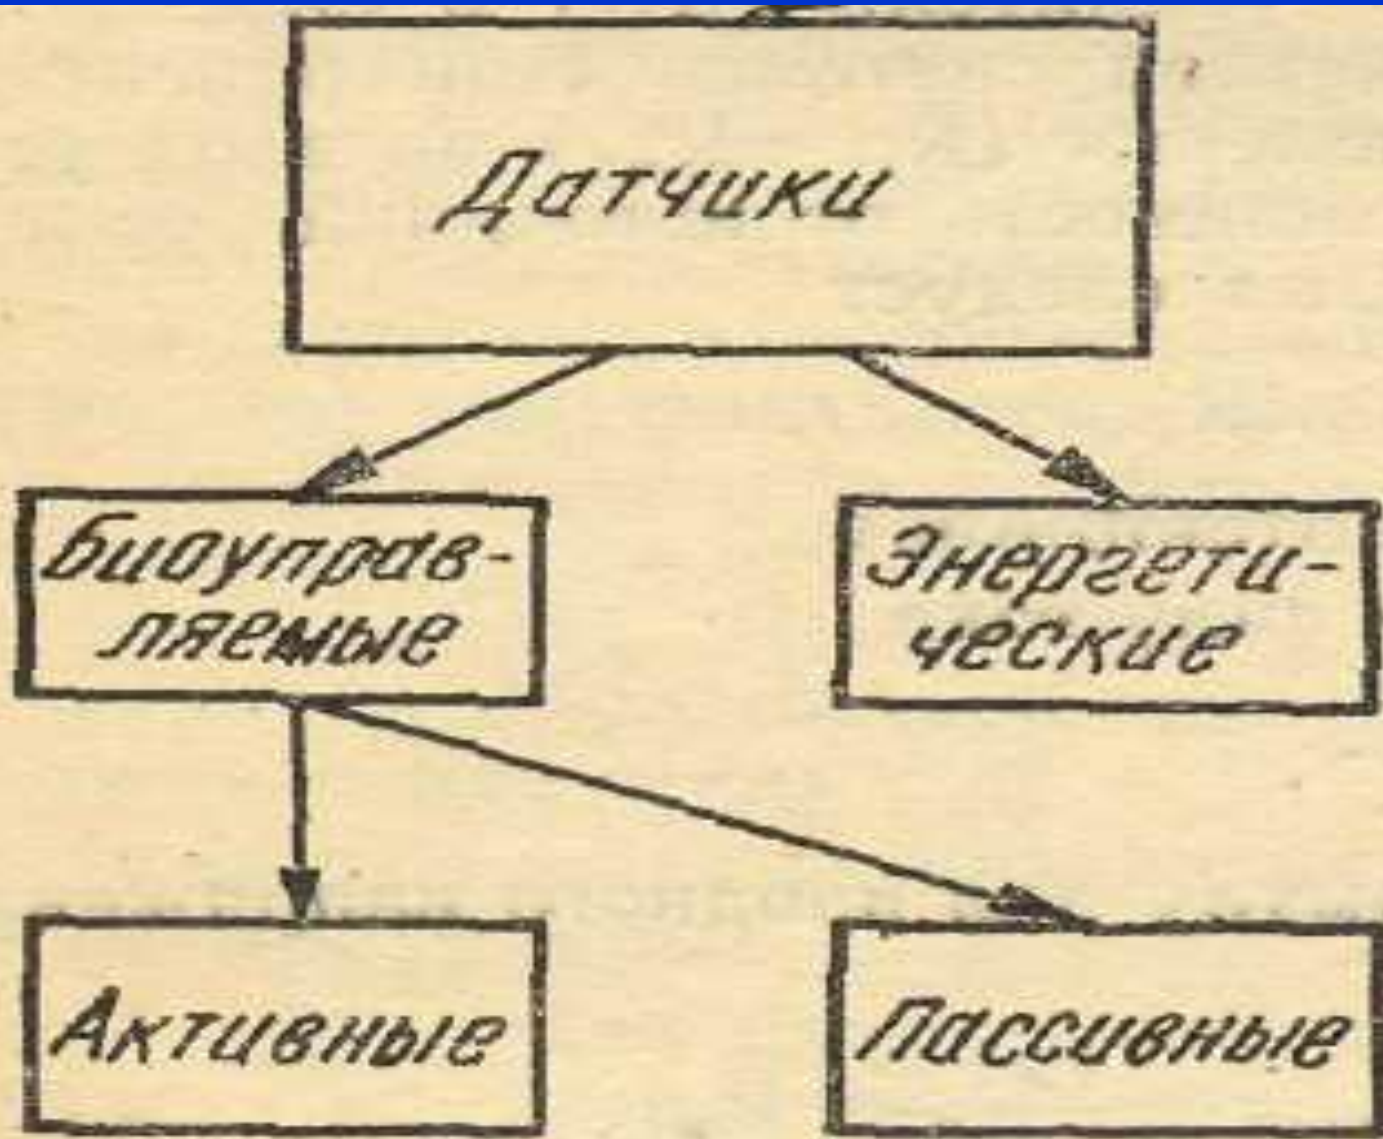 Датчики
Биоуправ-
ляемые
Энергети-
ческие
Активные
Пассивные